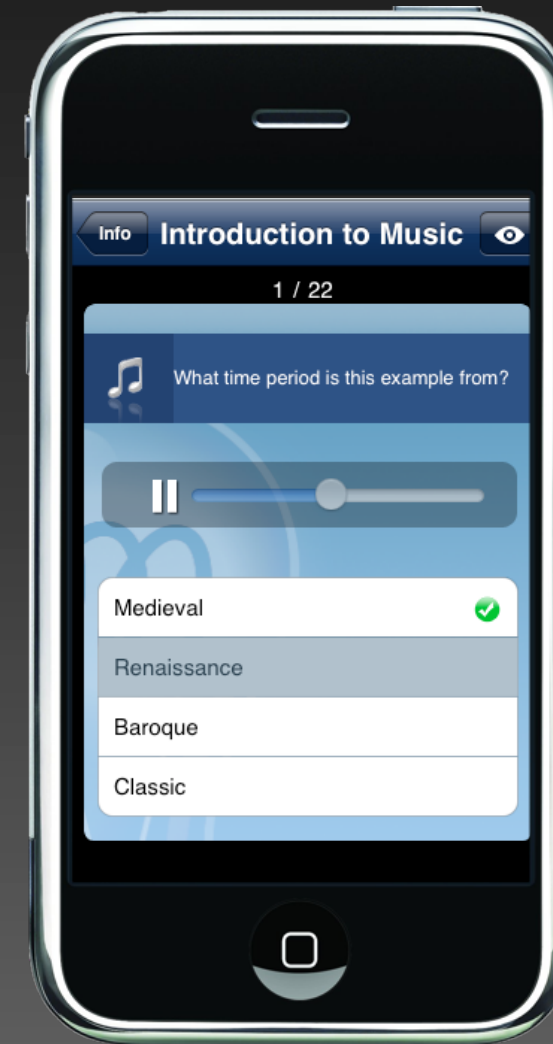 Info
Introduction to Music
1 / 22
What time period is this example from?
Medieval
Renaissance
Baroque
Classic